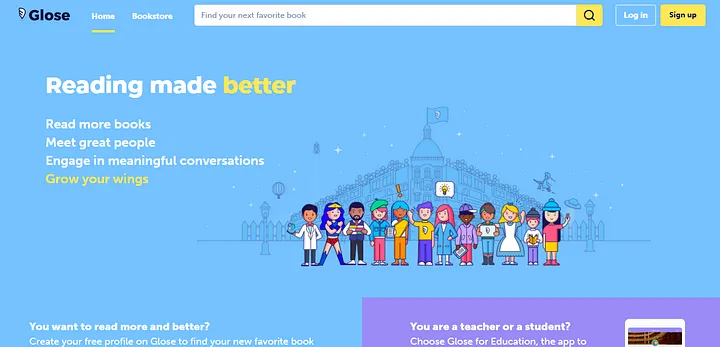 Glose
Home
Bookstore
Find your next favorite book
Log in
Sign up
Reading made better
Read more books
Meet great people
Engage in meaningful conversations
Grow your wings
You want to read more and better?
Create your free profile on Glose to find your new favorite book
You are a teacher or a student?
Choose Glose for Education, the app to